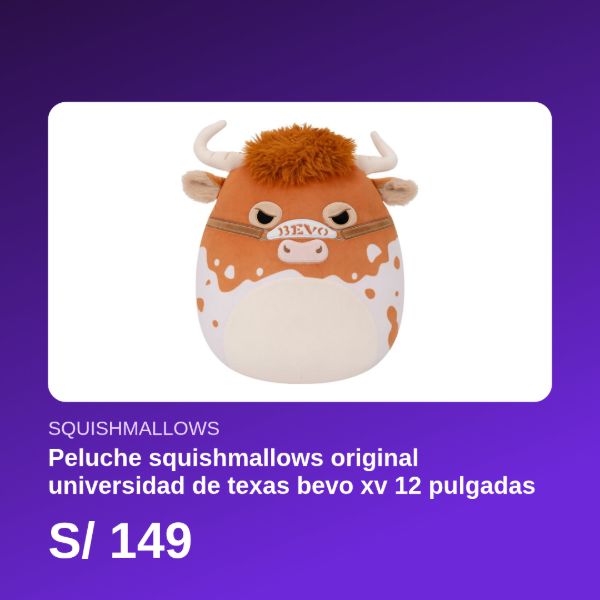 BEVO
SQUISHMALLOWS
Peluche squishmallows original
universidad de texas bevo xv 12 pulgadas
S/ 149